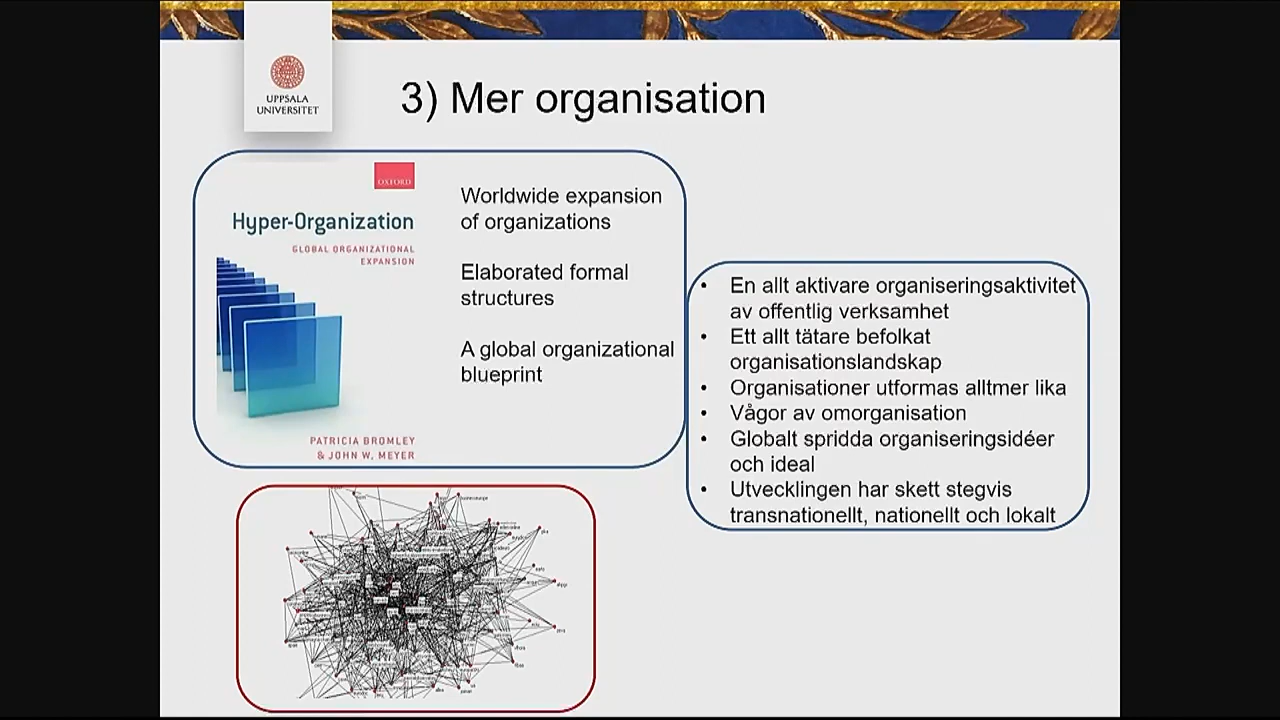 UPPSALA
UNIVERSITET
3) Mer organisation
OXFORD
Hyper-Organization
GLOBAL ORGANIZATIONAL
EXPANSION
PATRICIA BROMLEY
& JOHN W. MEYER
Worldwide expansion
of organizations
Elaborated formal
structures
A global organizational
blueprint
• En allt aktivare organiseringsaktivitet
av offentlig verksamhet
• Ett allt tätare befolkat
organisationslandskap
• Organisationer utformas alltmer lika
• Vågor av omorganisation
• Globalt spridda organiseringsidéer
och ideal
• Utvecklingen har skett stegvis
transnationellt, nationellt och lokalt